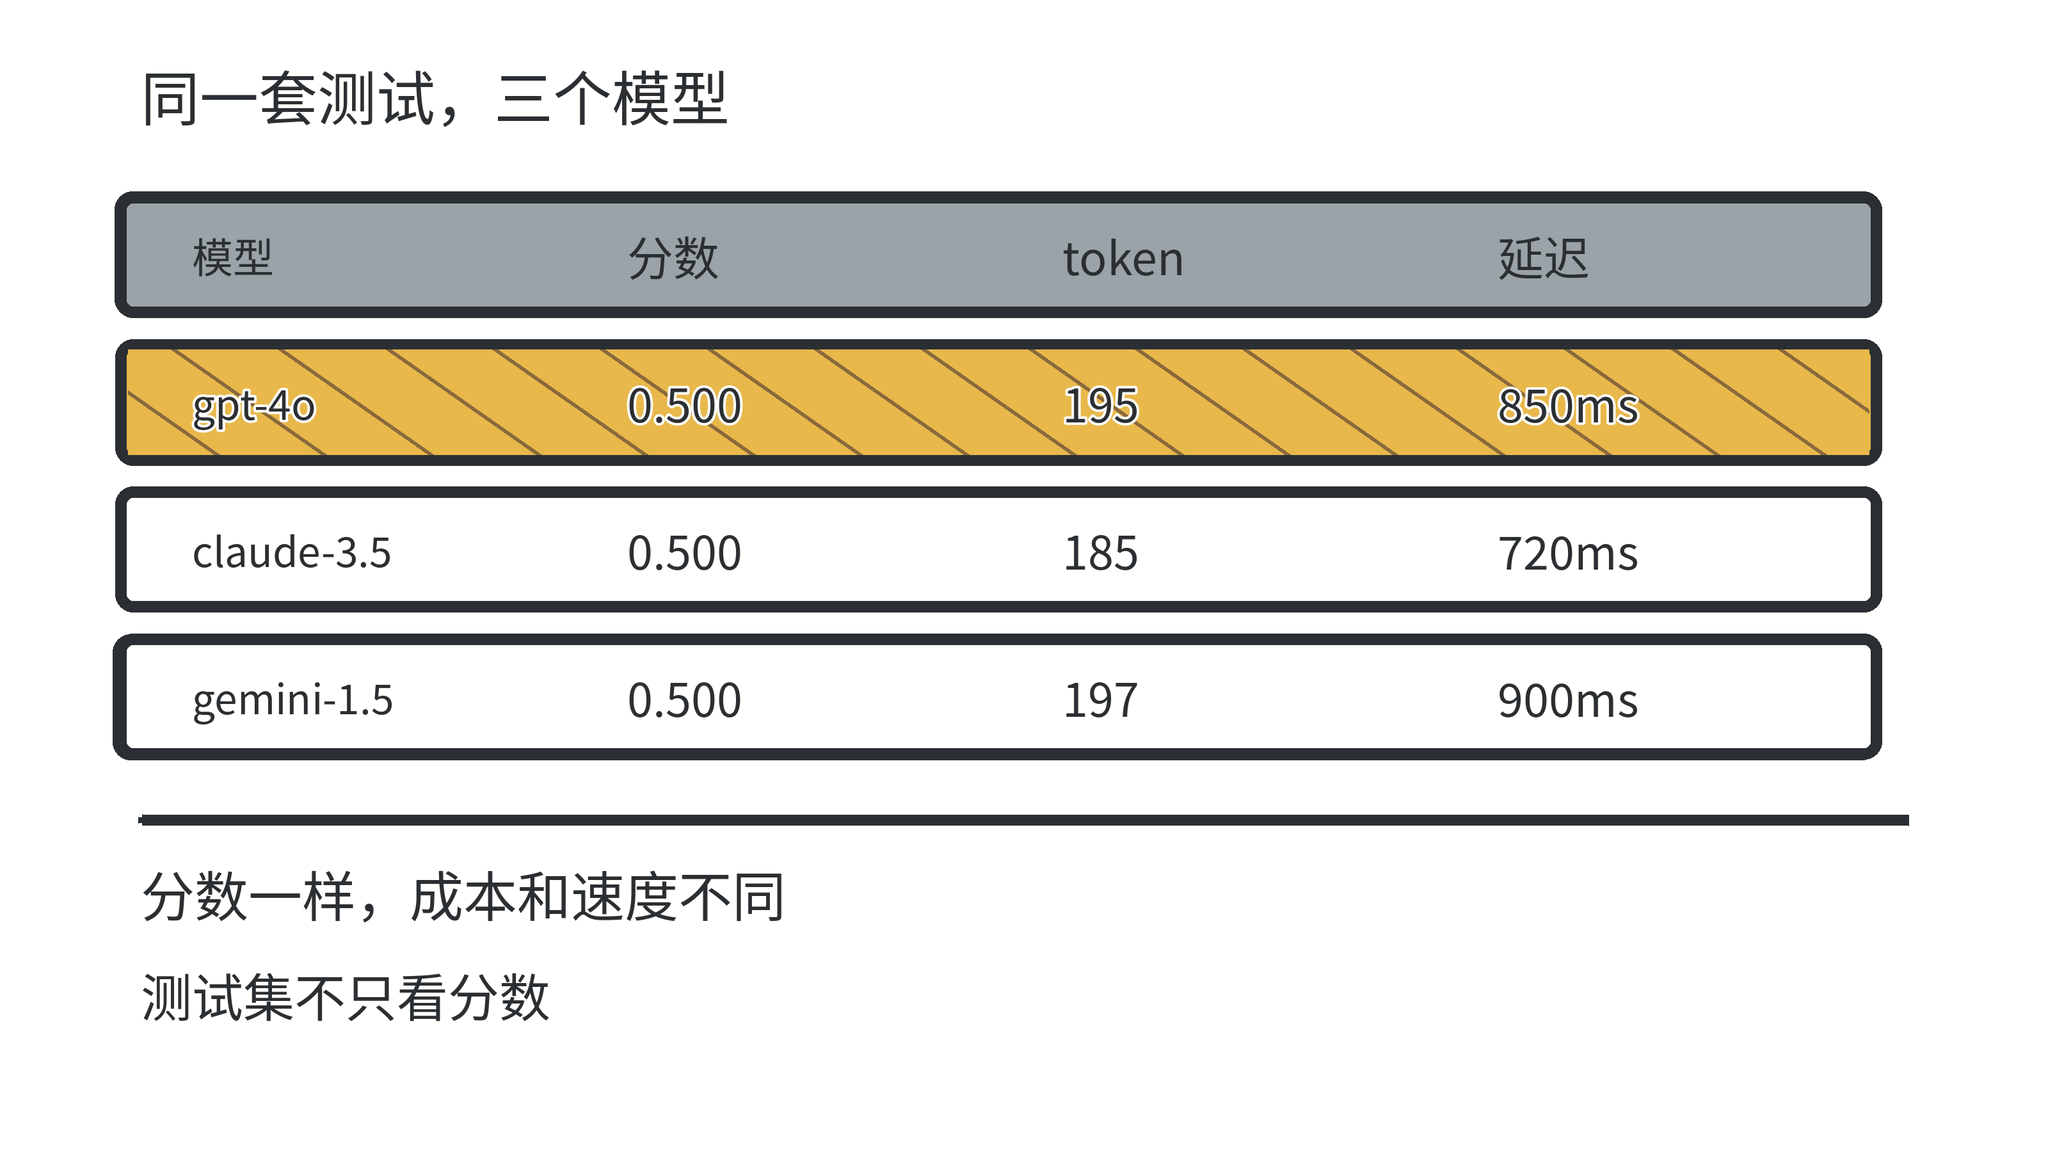 同一套测试，三个模型
模型 分数 token 延迟
gpt-4o 0.500 195 850ms
claude-3.5 0.500 185 720ms
gemini-1.5 0.500 197 900ms
分数一样，成本和速度不同
测试集不只看分数